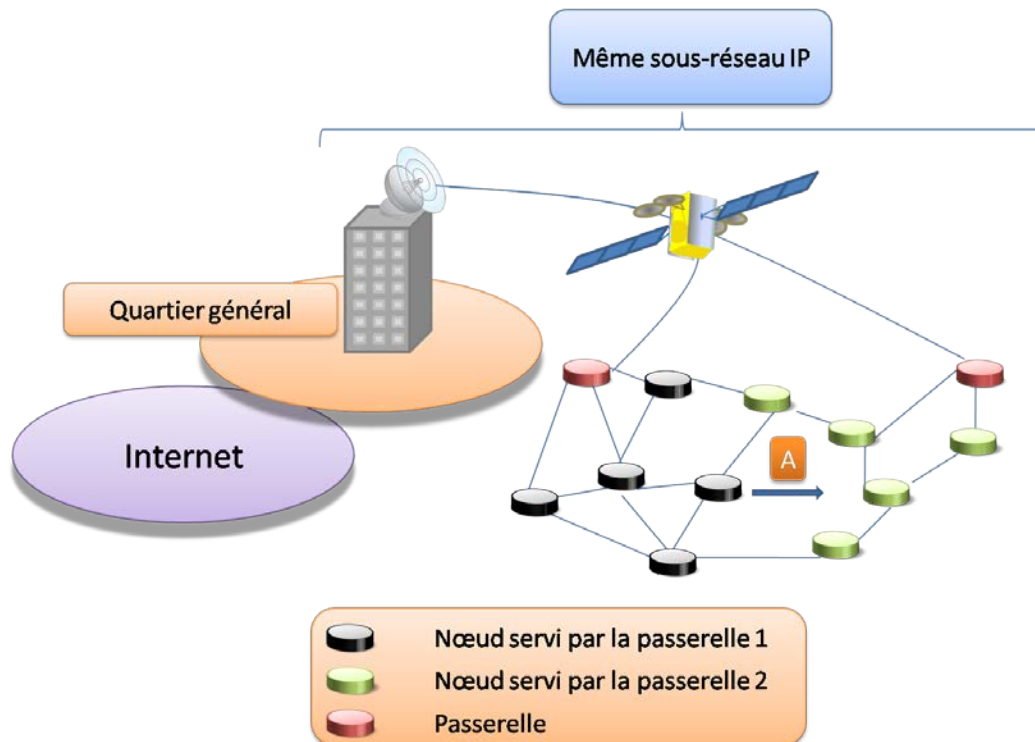 Même sous-réseau IP
Quartier général
Internet
A
Nœud servi par la passerelle 1
Nœud servi par la passerelle 2
Passerelle